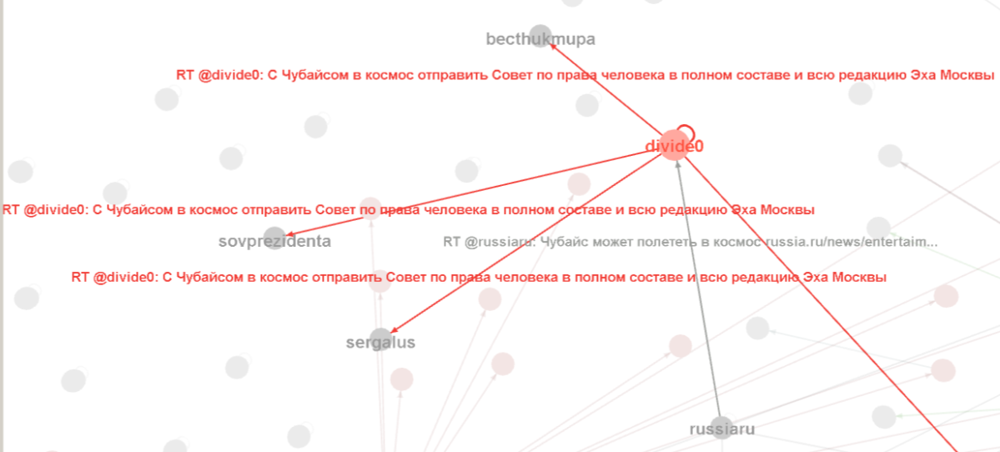 becthukmupa
RT @divide0: С Чубайсом в космос отправить Совет по права человека в полном составе и всю редакцию Эха Москвы
divide0
RT @divide0: С Чубайсом в космос отправить Совет по права человека в полном составе и всю редакцию Эха Москвы
sovprezidenta
RT @russiaru: Чубайс может полететь в космос russia.ru/news/entertaim...
RT @divide0: С Чубайсом в космос отправить Совет по права человека в полном составе и всю редакцию Эха Москвы
sergalus
russiaru